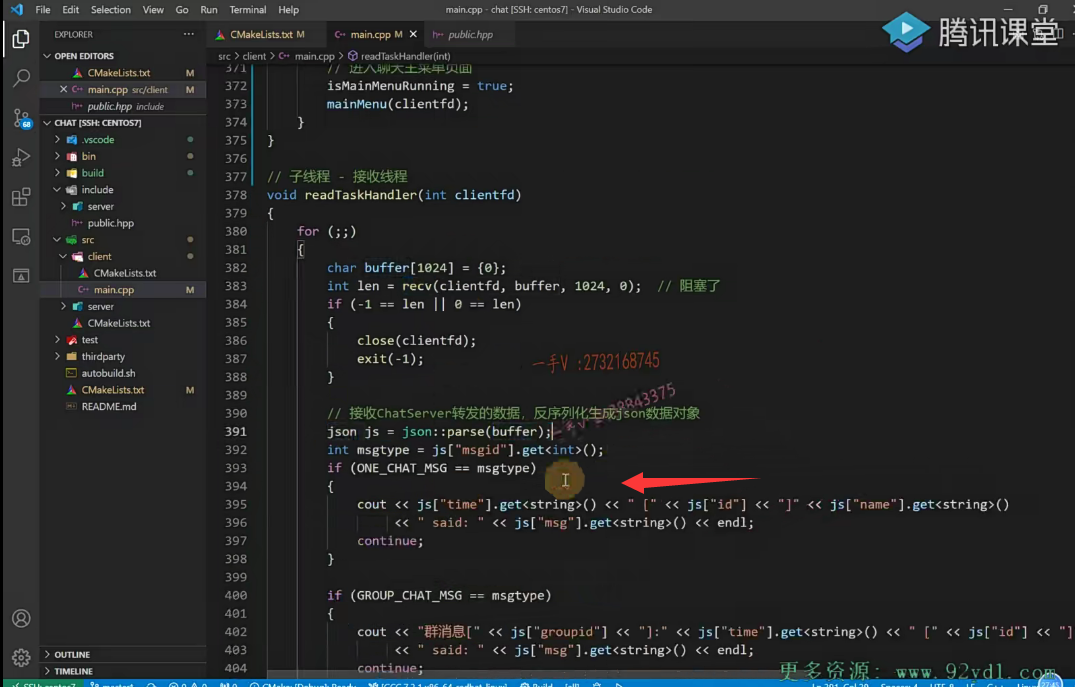 File Edit Selection View Go Run Terminal Help
main.cpp - chat [SSH: centos7] - Visual Studio Code
腾讯课堂
EXPLORER
OPEN EDITORS
CMakeLists.txt M
main.cpp src/client M
public.hpp include
CHAT [SSH: CENTOS7]
.vscode
bin
build
include
server
public.hpp
src
client
CMakeLists.txt
main.cpp M
server
CMakeLists.txt
test
thirdparty
autobuild.sh
CMakeLists.txt M
README.md
OUTLINE
TIMELINE
68
CMakeLists.txt M
main.cpp M
public.hpp
src > client > main.cpp > readTaskHandler(int)
371 // 进入聊天主菜单页面
372 isMainMenuRunning = true;
373 mainMenu(clientfd);
374 }
375 }
376
377 // 子线程 - 接收线程
378 void readTaskHandler(int clientfd)
379 {
380 for (;;)
381 {
382 char buffer[1024] = {0};
383 int len = recv(clientfd, buffer, 1024, 0); // 阻塞了
384 if (-1 == len || 0 == len)
385 {
386 close(clientfd);
387 exit(-1);
388 }
389
390 // 接收ChatServer转发的数据，反序列化生成json数据对象
391 json js = json::parse(buffer);
392 int msgtype = js["msgid"].get<int>();
393 if (ONE_CHAT_MSG == msgtype)
394 {
395 cout << js["time"].get<string>() << " [" << js["id"] << "]" << js["name"].get<string>()
396 << " said: " << js["msg"].get<string>() << endl;
397 continue;
398 }
399
400 if (GROUP_CHAT_MSG == msgtype)
401 {
402 cout << "群消息[" << js["groupid"] << "]:" << js["time"].get<string>() << " [" << js["id"] << "]
403 << " said: " << js["msg"].get<string>() << endl;
404 continue;
一手V :2732168745
更多资源: www.92vdl.com